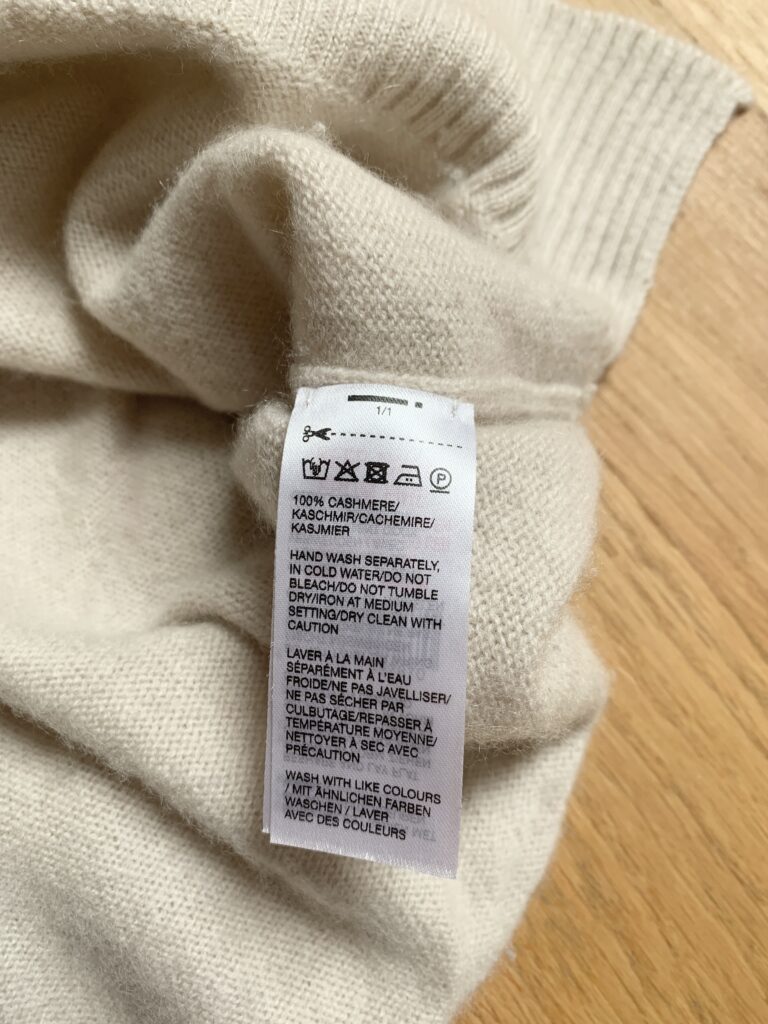 1/1
P
100% CASHMERE/
KASCHMIR/CACHEMIRE/
KASJMIER
HAND WASH SEPARATELY,
IN COLD WATER/DO NOT
BLEACH/DO NOT TUMBLE
DRY/IRON AT MEDIUM
SETTING/DRY CLEAN WITH
CAUTION
LAVER À LA MAIN
SÉPARÉMENT À L'EAU
FROIDE/NE PAS JAVELLISER/
NE PAS SÉCHER PAR
CULBUTAGE/REPASSER À
TEMPÉRATURE MOYENNE/
NETTOYER À SEC AVEC
PRÉCAUTION
WASH WITH LIKE COLOURS
/ MIT ÄHNLICHEN FARBEN
WASCHEN / LAVER
AVEC DES COULEURS